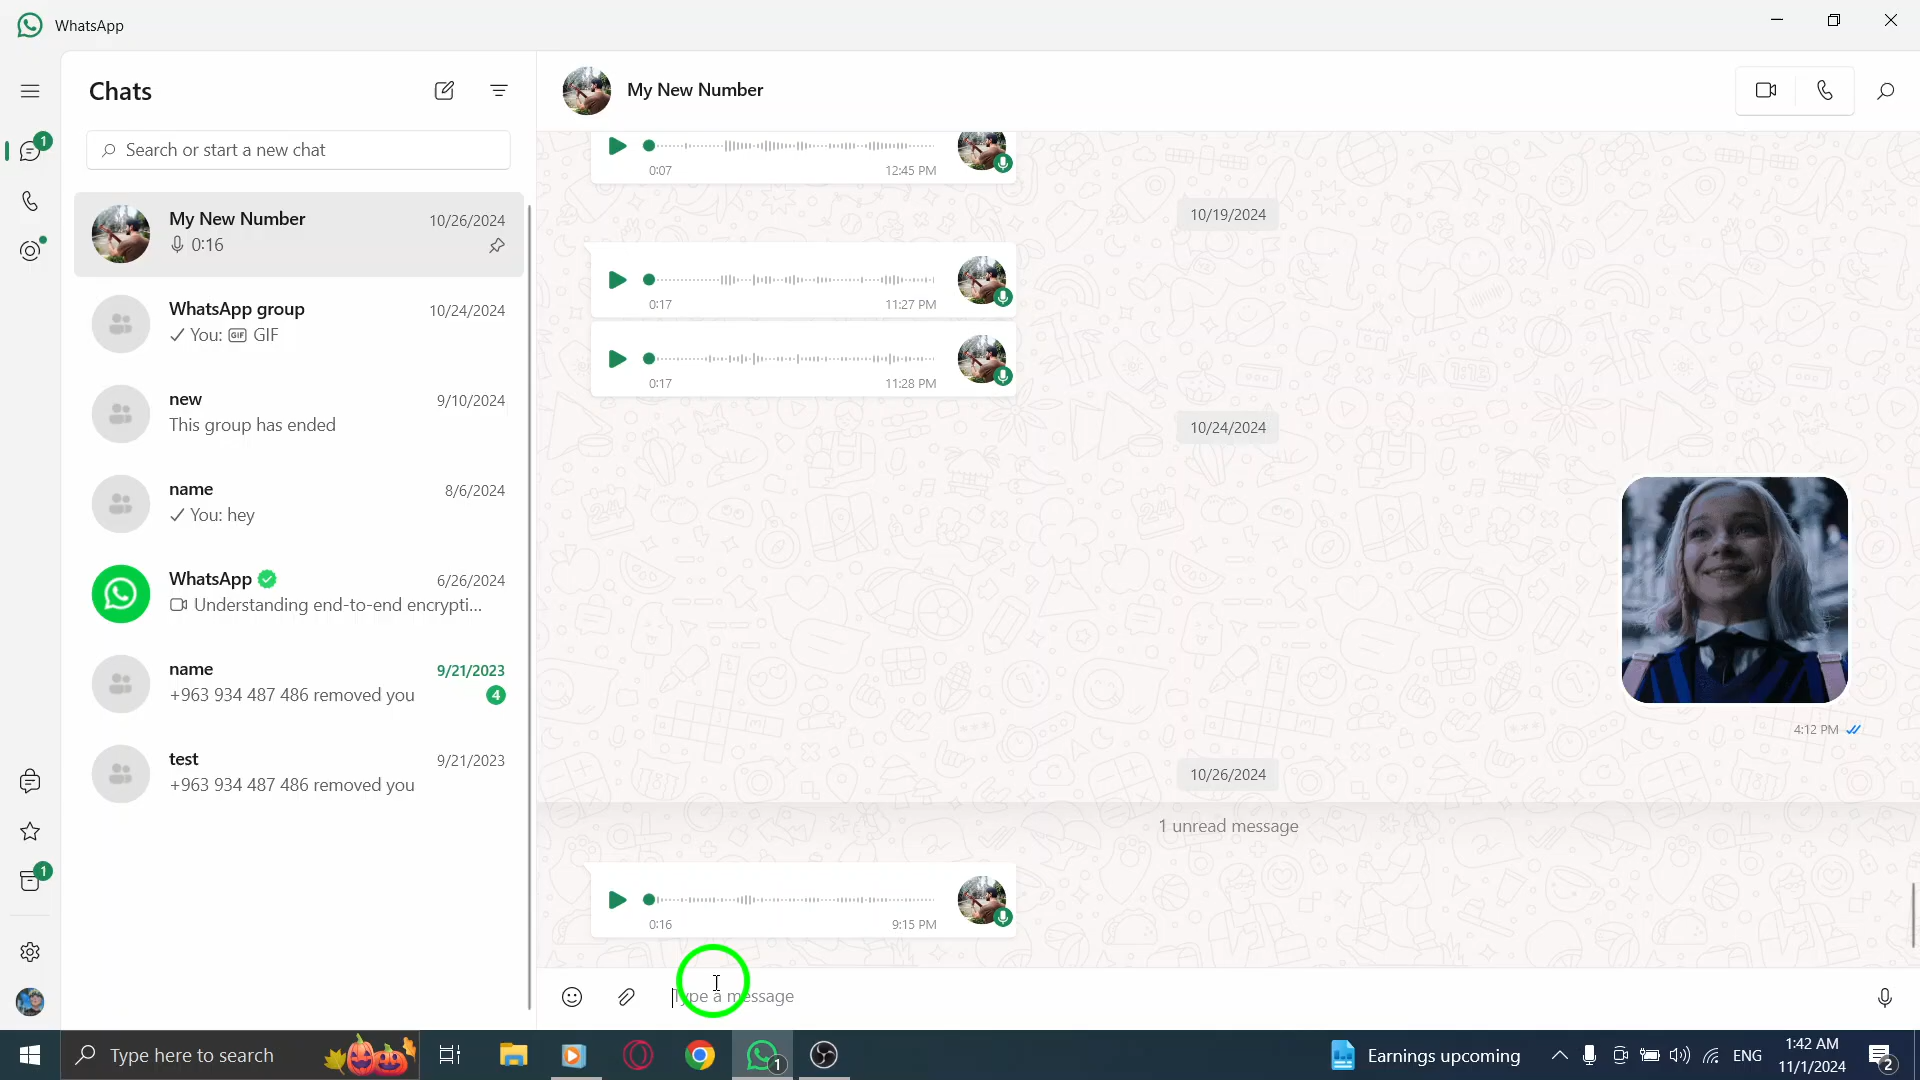 WhatsApp
Chats
Search or start a new chat
1
My New Number
10/26/2024
0:16
WhatsApp group
10/24/2024
You: GIF GIF
new
9/10/2024
This group has ended
name
8/6/2024
You: hey
WhatsApp
6/26/2024
Understanding end-to-end encrypti...
name
9/21/2023
+963 934 487 486 removed you
4
test
9/21/2023
+963 934 487 486 removed you
1
My New Number
0:07
12:45 PM
10/19/2024
0:17
11:27 PM
0:17
11:28 PM
10/24/2024
4:12 PM
10/26/2024
1 unread message
0:16
9:15 PM
Type a message
Type here to search
1
Earnings upcoming
ENG
1:42 AM
11/1/2024
2